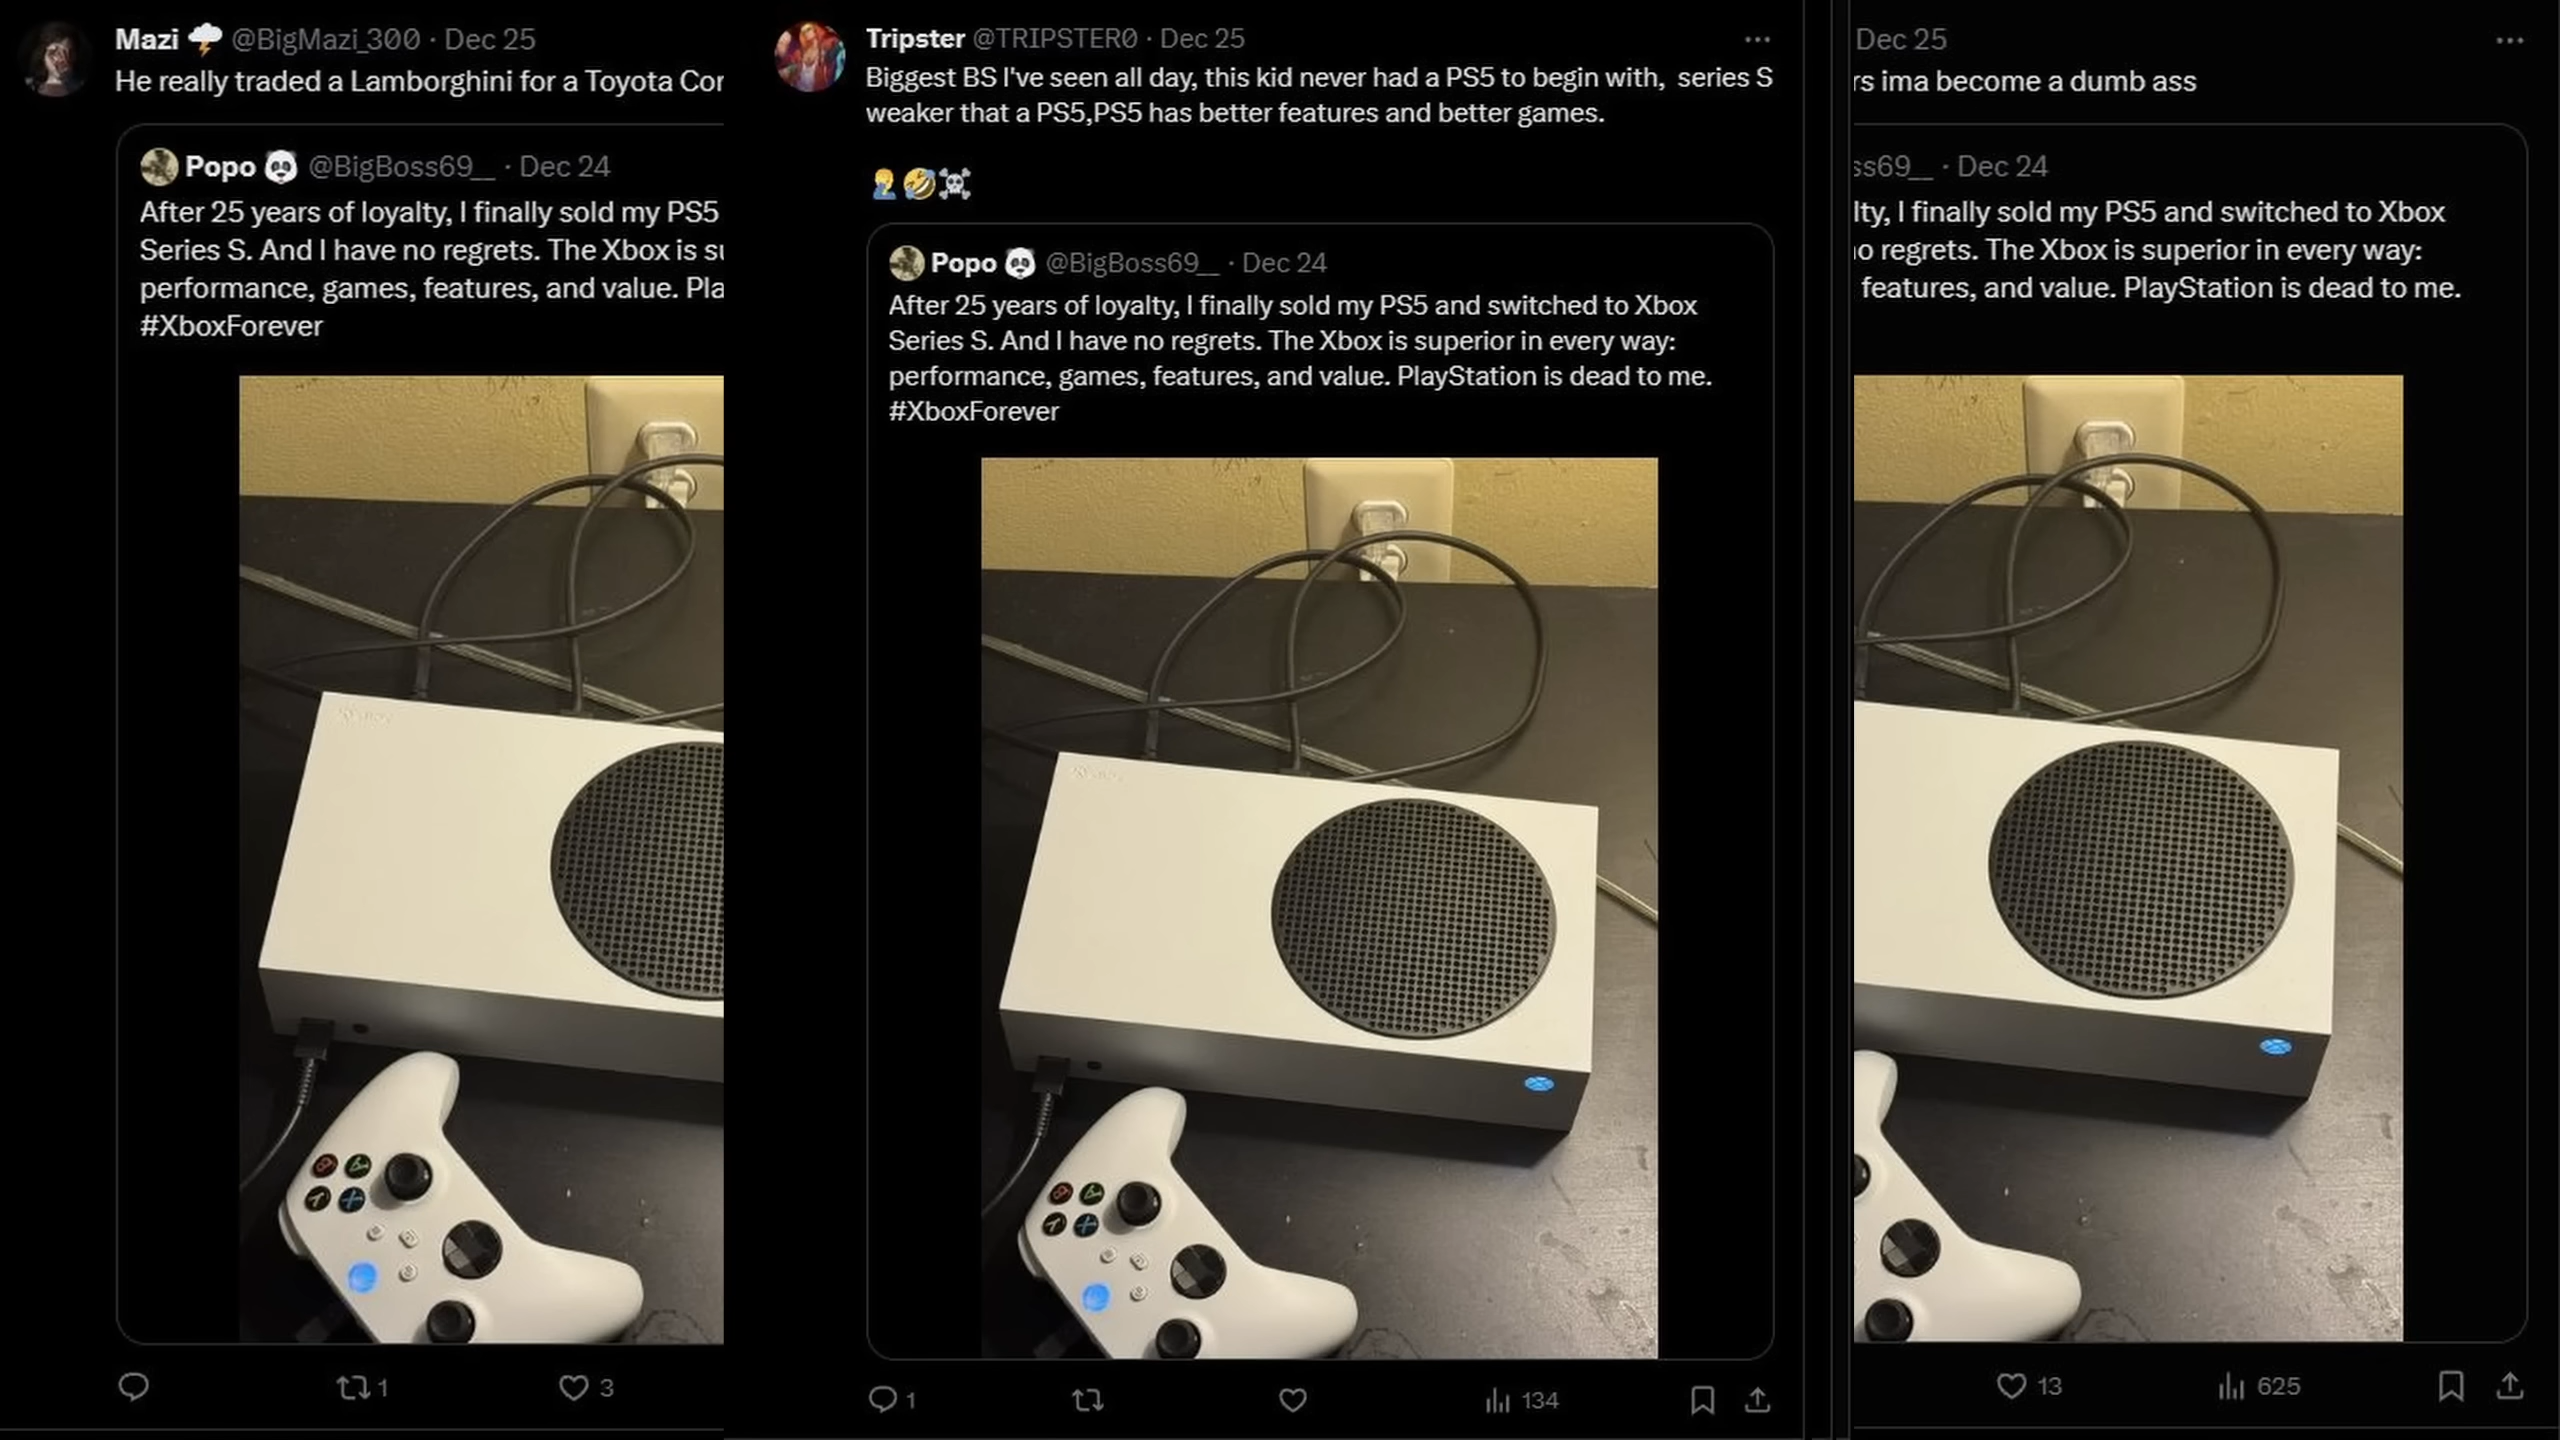 Mazi 🌩️ @BigMazi_300 · Dec 25
He really traded a Lamborghini for a Toyota Cor
Popo 🐼 @BigBoss69__ · Dec 24
After 25 years of loyalty, I finally sold my PS5
Series S. And I have no regrets. The Xbox is su
performance, games, features, and value. Pla
#XboxForever
1
3
Tripster @TRIPSTER0 · Dec 25
Biggest BS I've seen all day, this kid never had a PS5 to begin with, series S
weaker that a PS5,PS5 has better features and better games.
🤦‍♂️🤣☠️
Popo 🐼 @BigBoss69__ · Dec 24
After 25 years of loyalty, I finally sold my PS5 and switched to Xbox
Series S. And I have no regrets. The Xbox is superior in every way:
performance, games, features, and value. PlayStation is dead to me.
#XboxForever
1
134
Dec 25
rs ima become a dumb ass
ss69__ · Dec 24
lty, I finally sold my PS5 and switched to Xbox
no regrets. The Xbox is superior in every way:
features, and value. PlayStation is dead to me.
13
625